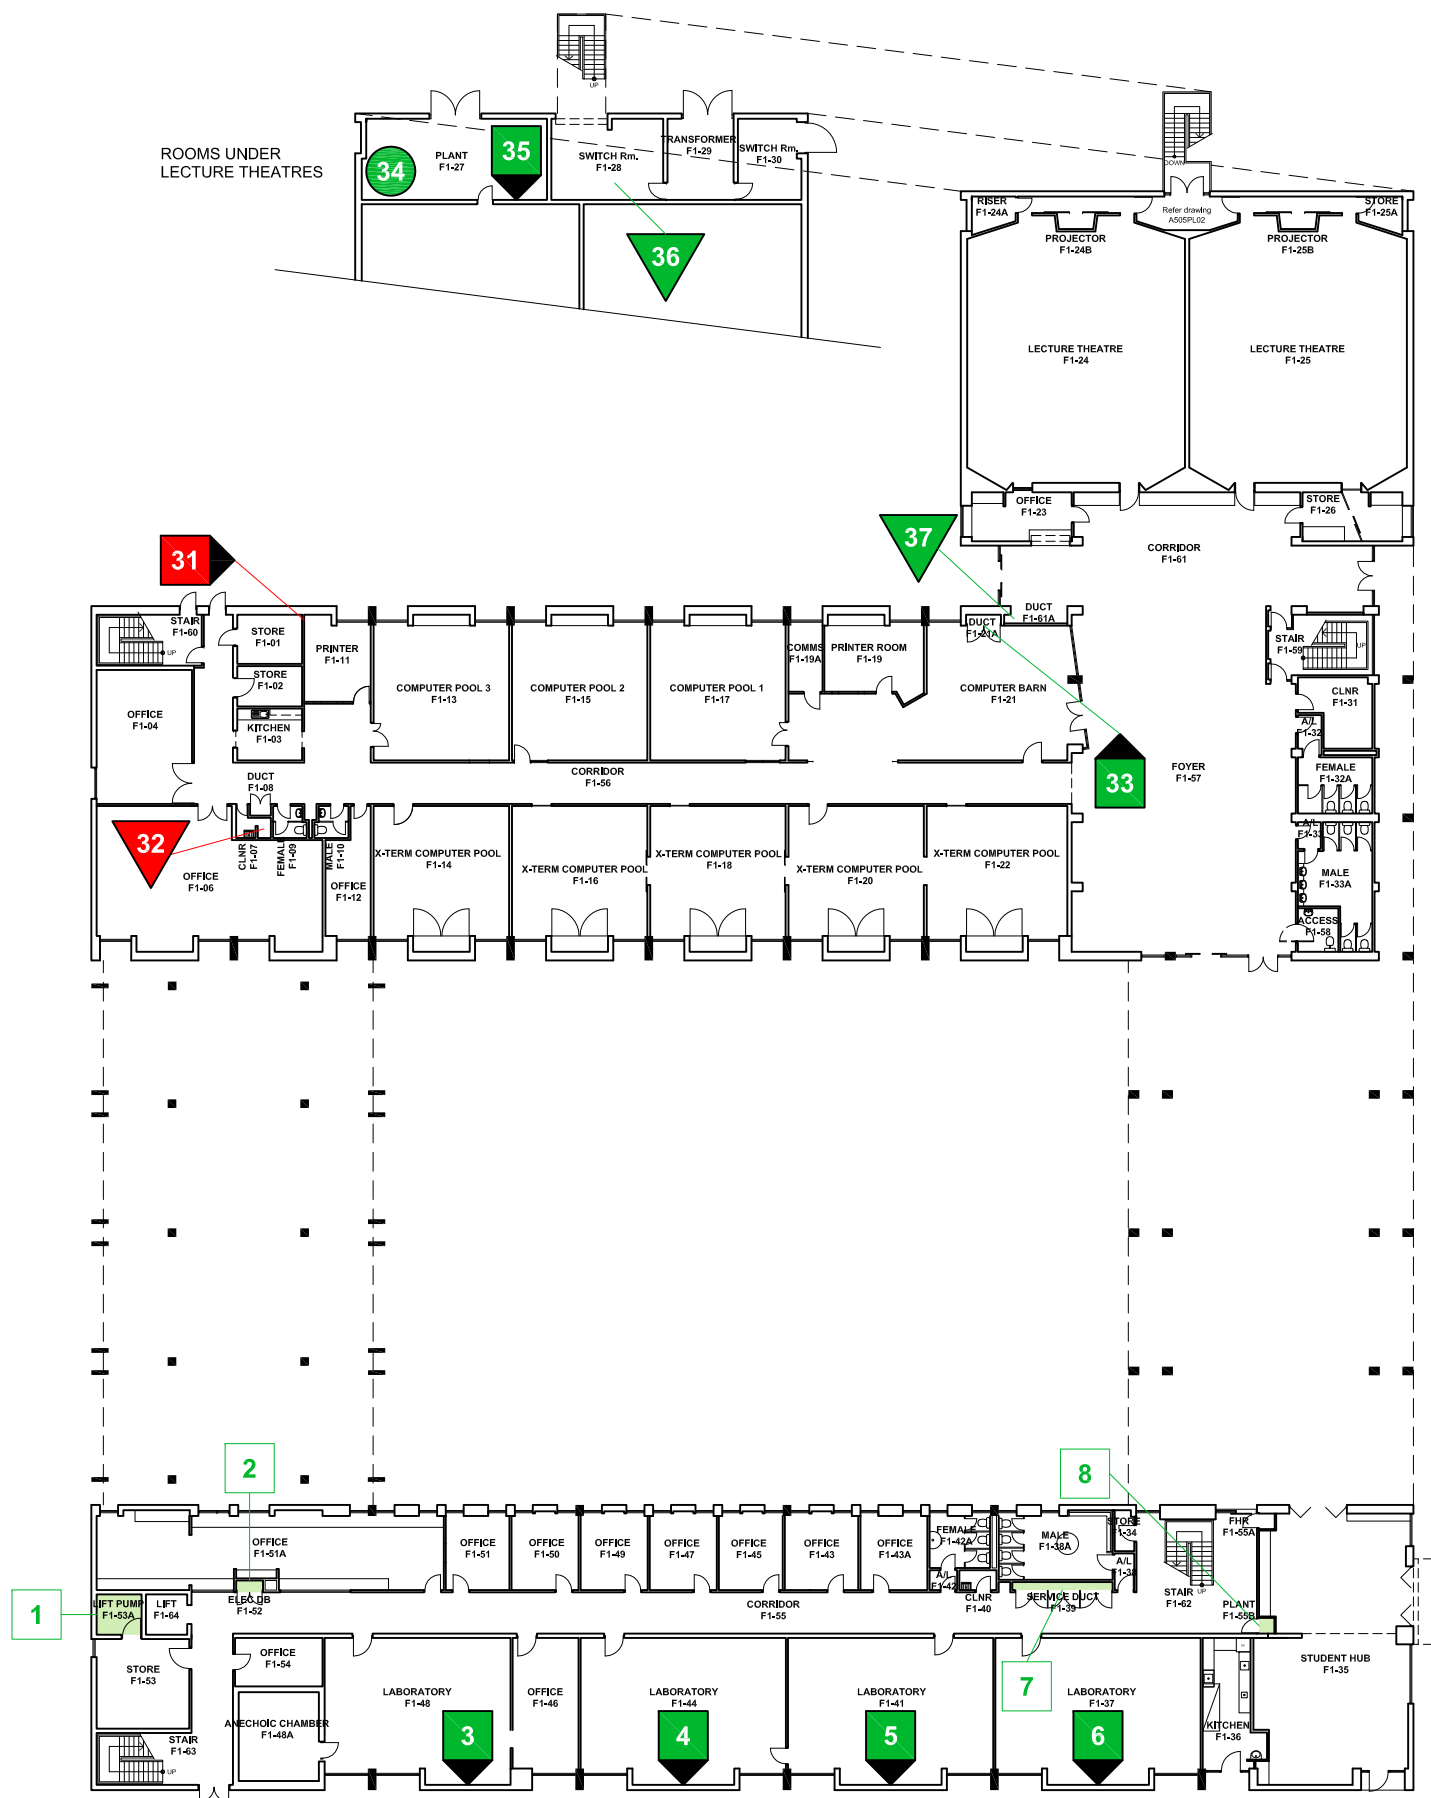 UP
DOWN
ROOMS UNDER
LECTURE THEATRES
34
PLANT
F1-27
35
SWITCH Rm.
F1-28
TRANSFORMER
F1-29
SWITCH Rm.
F1-30
36
RISER
F1-24A
Refer drawing
A505PL02
STORE
F1-25A
PROJECTOR
F1-24B
PROJECTOR
F1-25B
LECTURE THEATRE
F1-24
LECTURE THEATRE
F1-25
OFFICE
F1-23
STORE
F1-26
CORRIDOR
F1-61
31
37
STAIR
F1-60
UP
STORE
F1-01
STORE
F1-02
PRINTER
F1-11
KITCHEN
F1-03
OFFICE
F1-04
COMPUTER POOL 3
F1-13
COMPUTER POOL 2
F1-15
COMPUTER POOL 1
F1-17
COMMS
F1-19A
PRINTER ROOM
F1-19
DUCT
F1-21A
DUCT
F1-61A
COMPUTER BARN
F1-21
STAIR
F1-59
UP
CLNR
F1-31
A/L
F1-32
FEMALE
F1-32A
FOYER
F1-57
33
DUCT
F1-08
CORRIDOR
F1-56
32
OFFICE
F1-06
CLNR
F1-07
FEMALE
F1-09
MALE
F1-10
OFFICE
F1-12
X-TERM COMPUTER POOL
F1-14
X-TERM COMPUTER POOL
F1-16
X-TERM COMPUTER POOL
F1-18
X-TERM COMPUTER POOL
F1-20
X-TERM COMPUTER POOL
F1-22
A/L
F1-33
MALE
F1-33A
ACCESS
F1-58
2
8
OFFICE
F1-51A
OFFICE
F1-51
OFFICE
F1-50
OFFICE
F1-49
OFFICE
F1-47
OFFICE
F1-45
OFFICE
F1-43
OFFICE
F1-43A
FEMALE
F1-42A
MALE
F1-38A
STORE
F1-34
FHR
F1-55A
A/L
F1-42
A/L
F1-38
1
LIFT PUMP
F1-53A
LIFT
F1-64
ELEC DB
F1-52
CORRIDOR
F1-55
CLNR
F1-40
SERVICE DUCT
F1-39
STAIR
F1-62
UP
PLANT
F1-55B
STORE
F1-53
OFFICE
F1-54
7
STUDENT HUB
F1-35
LABORATORY
F1-48
OFFICE
F1-46
LABORATORY
F1-44
LABORATORY
F1-41
LABORATORY
F1-37
ANECHOIC CHAMBER
F1-48A
KITCHEN
F1-36
STAIR
F1-63
UP
3
4
5
6